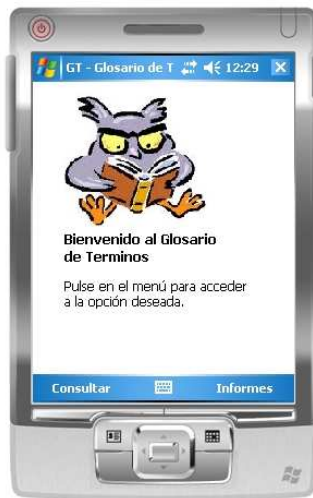 GT - Glosario de T 12:29
Bienvenido al Glosario
de Terminos
Pulse en el menú para acceder
a la opción deseada.
Consultar Informes